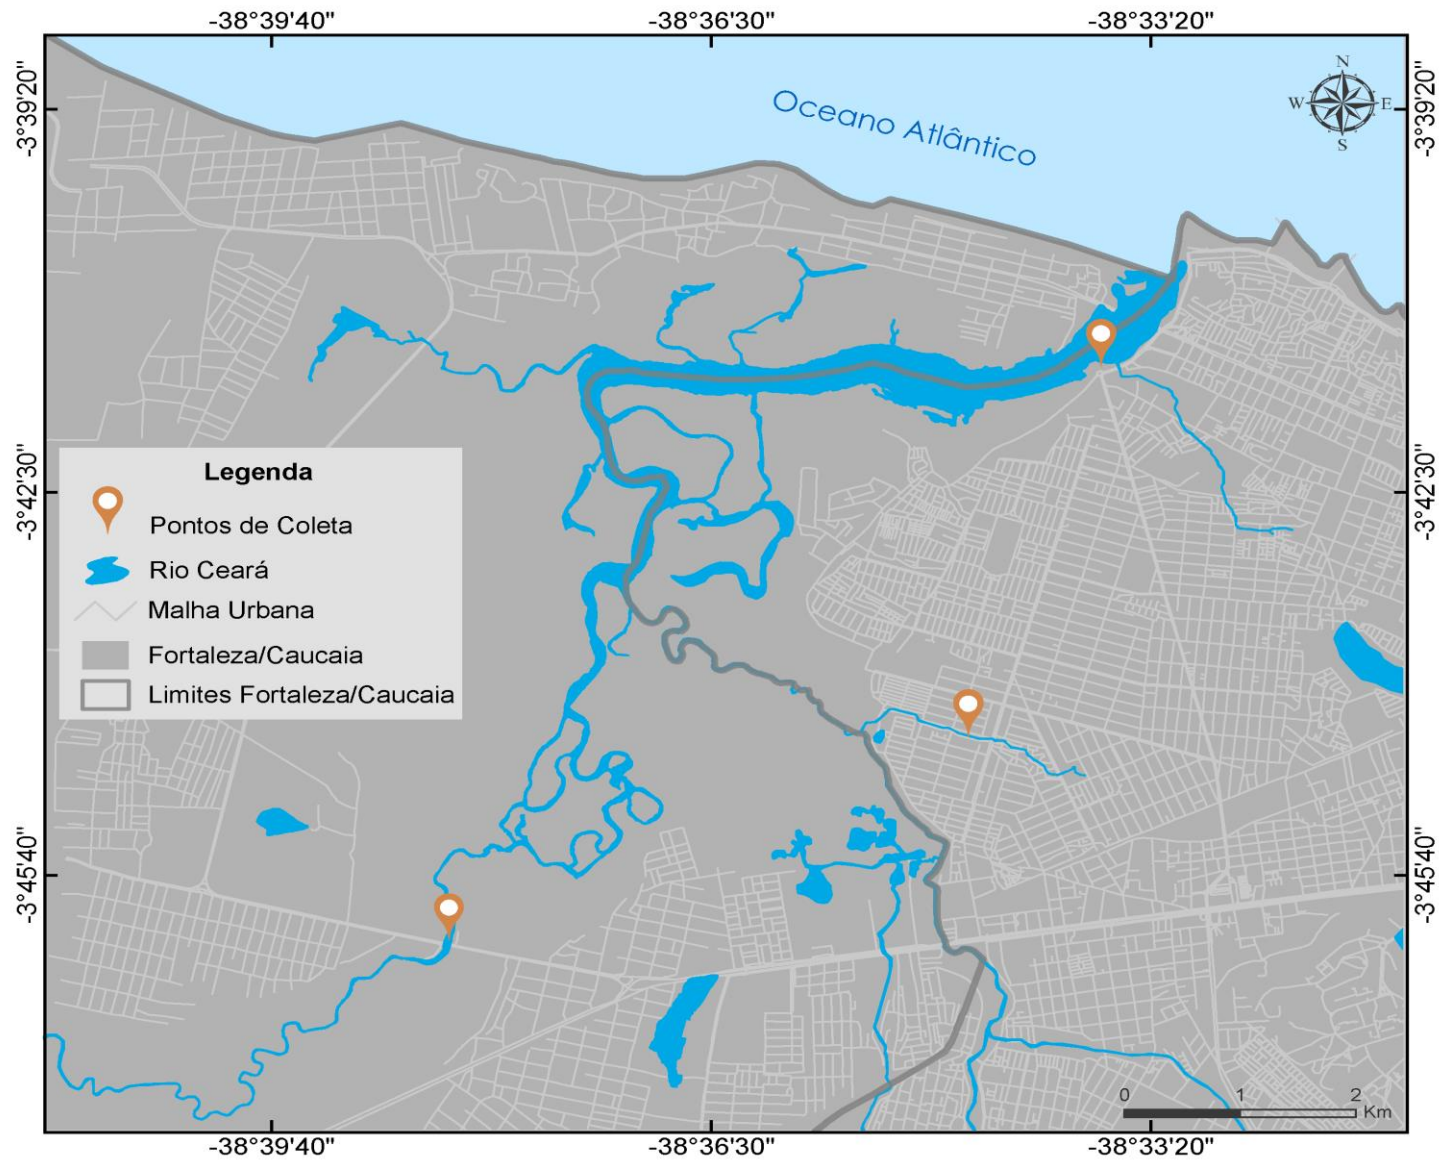 -38°39'40" -38°36'30" -38°33'20"
-3°39'20" -3°39'20"
N
W E
S
Oceano Atlântico
-3°42'30" -3°42'30"
Legenda
Pontos de Coleta
Rio Ceará
Malha Urbana
Fortaleza/Caucaia
Limites Fortaleza/Caucaia
-3°45'40" -3°45'40"
0 1 2
Km
-38°39'40" -38°36'30" -38°33'20"